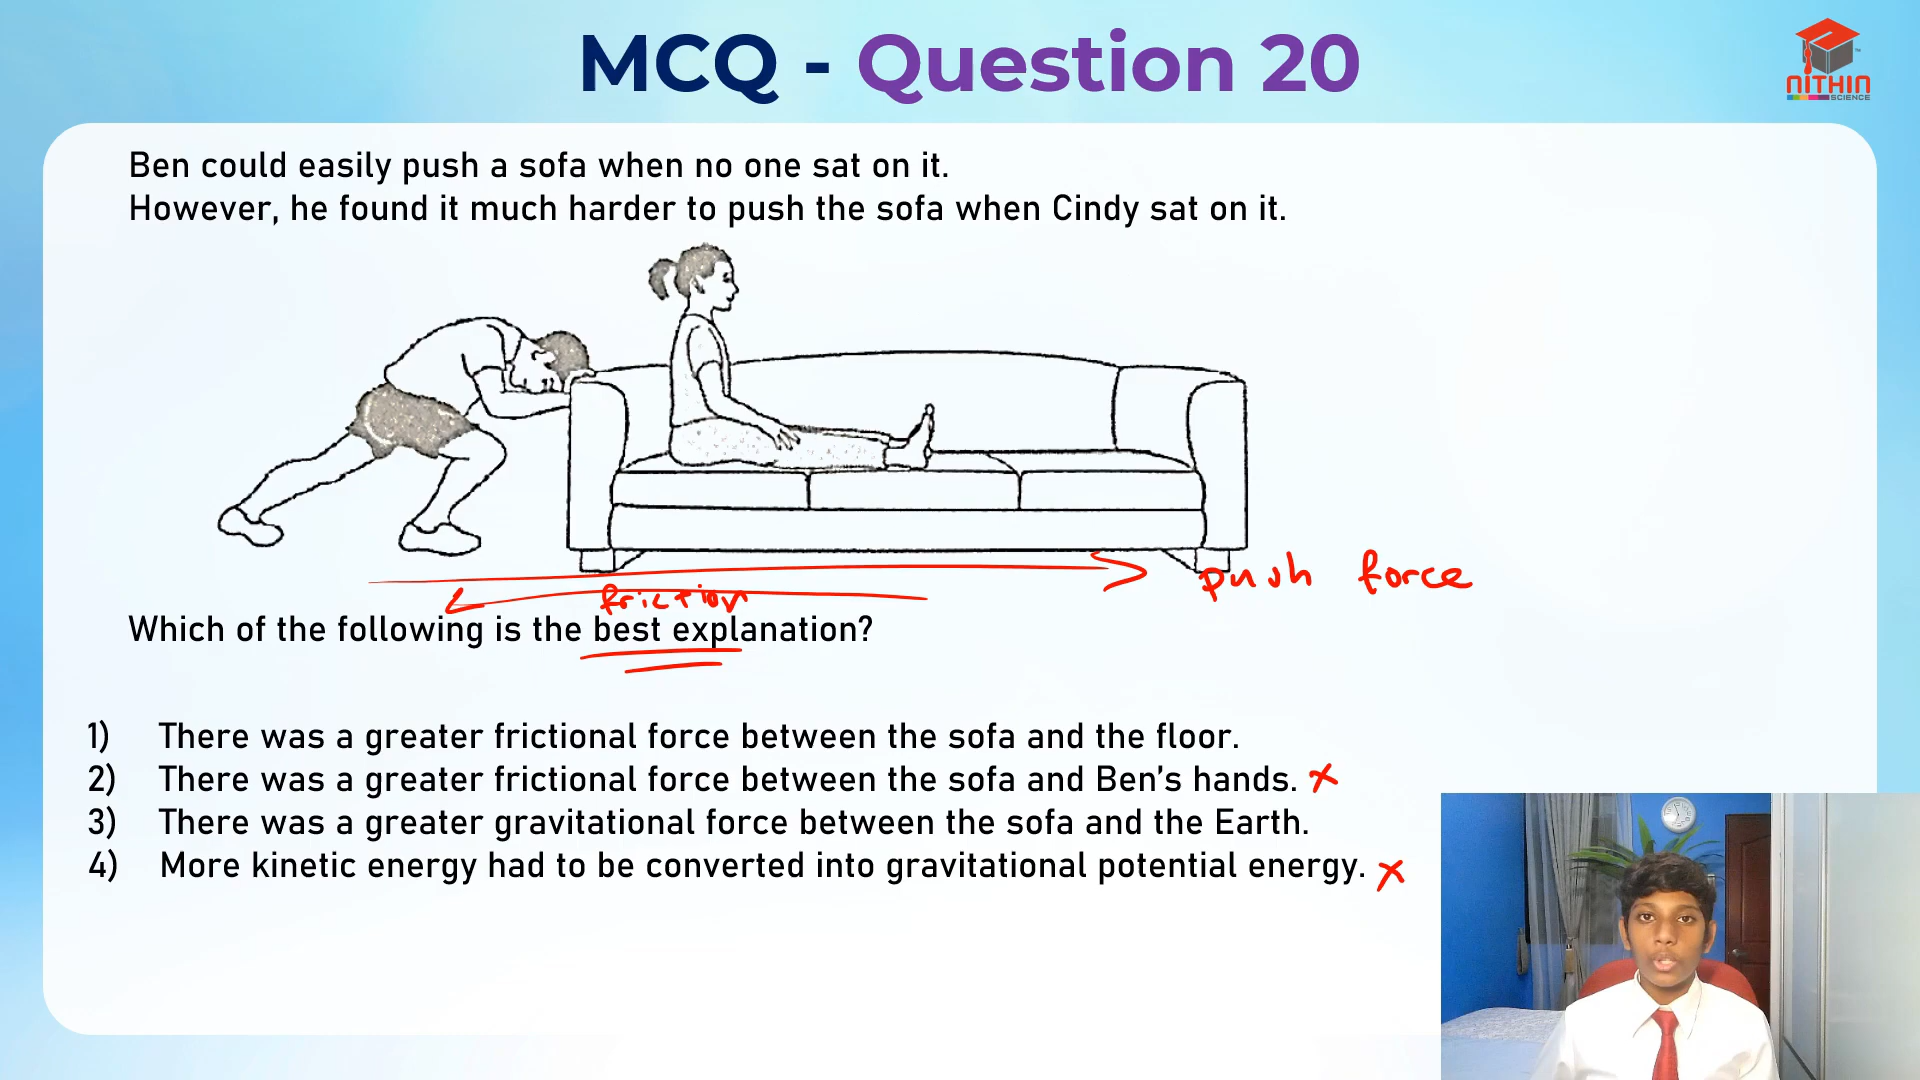 MCQ - Question 20
NITHIN
SCIENCE
Ben could easily push a sofa when no one sat on it.
However, he found it much harder to push the sofa when Cindy sat on it.
push force
friction
Which of the following is the best explanation?
1) There was a greater frictional force between the sofa and the floor.
2) There was a greater frictional force between the sofa and Ben's hands. ×
3) There was a greater gravitational force between the sofa and the Earth.
4) More kinetic energy had to be converted into gravitational potential energy. ×